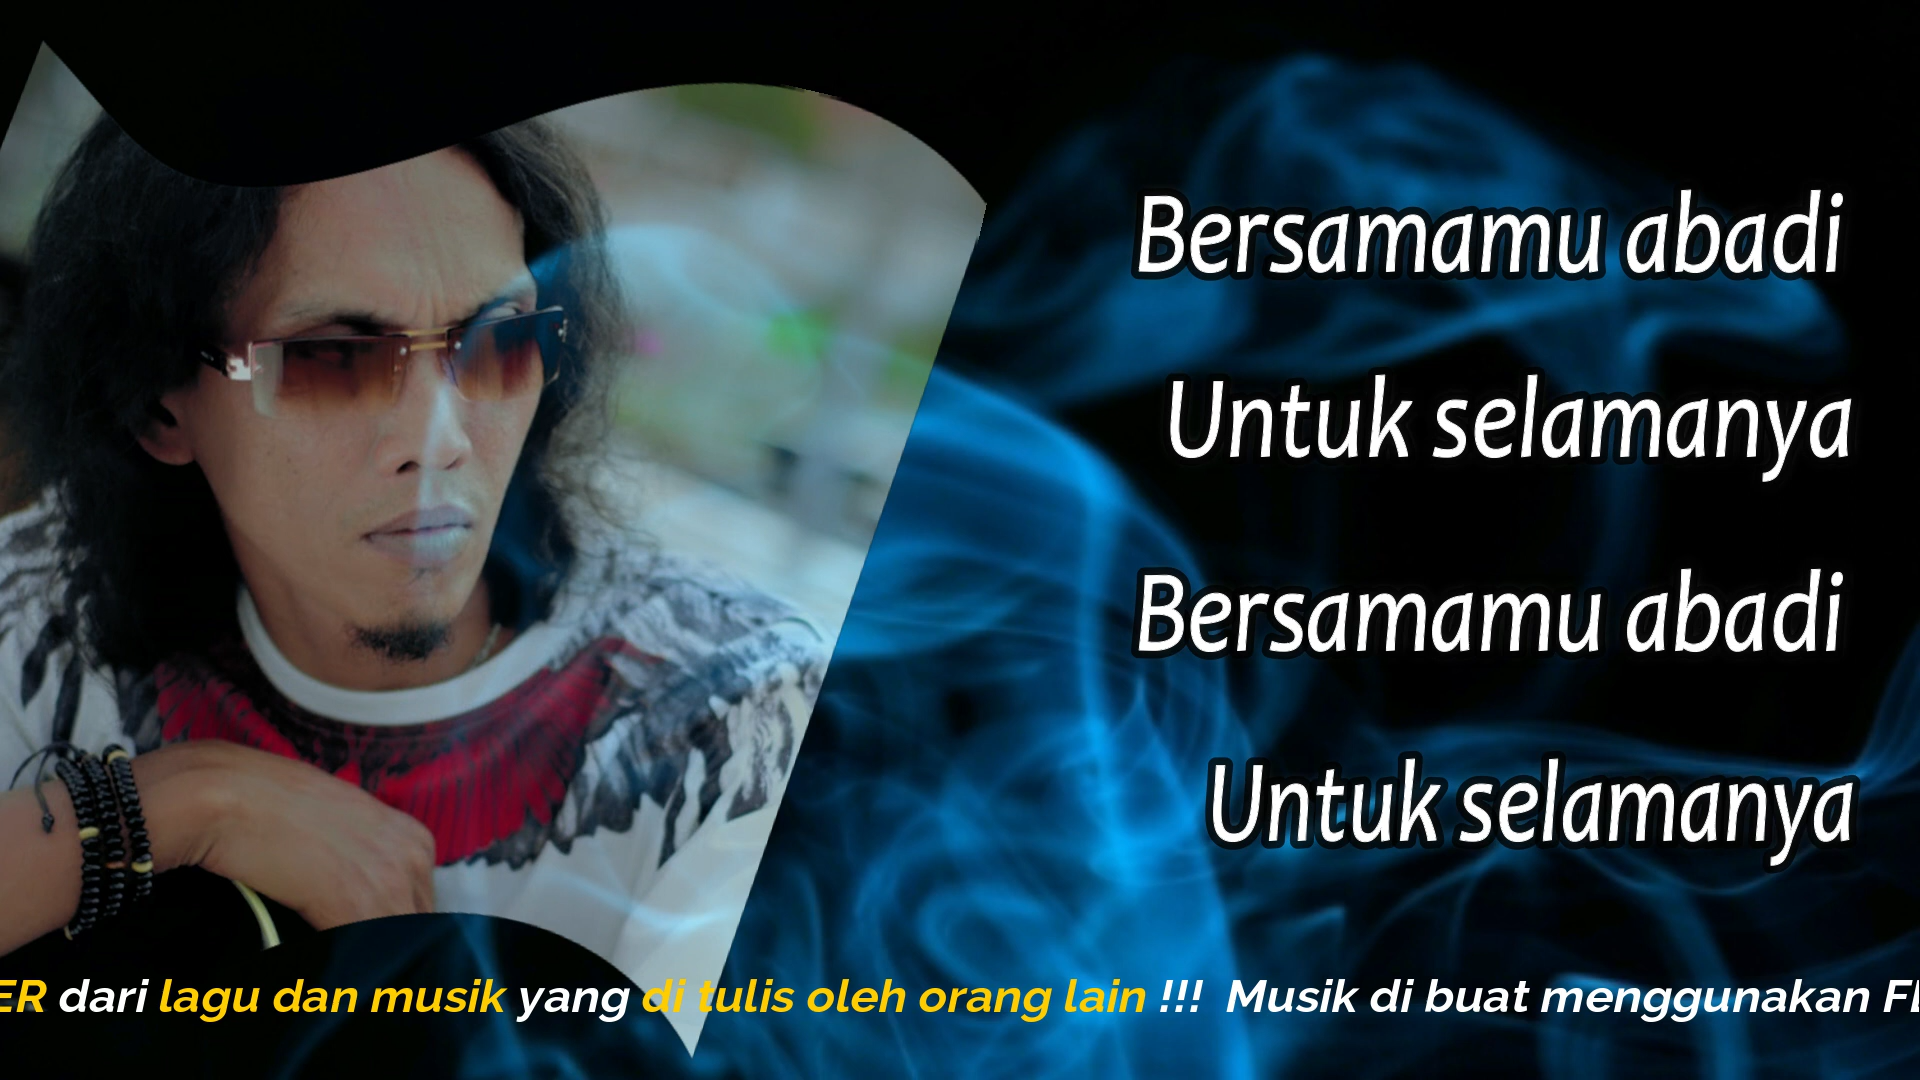 Bersamamu abadi
Untuk selamanya
Bersamamu abadi
Untuk selamanya
ER dari lagu dan musik yang di tulis oleh orang lain !!! Musik di buat menggunakan